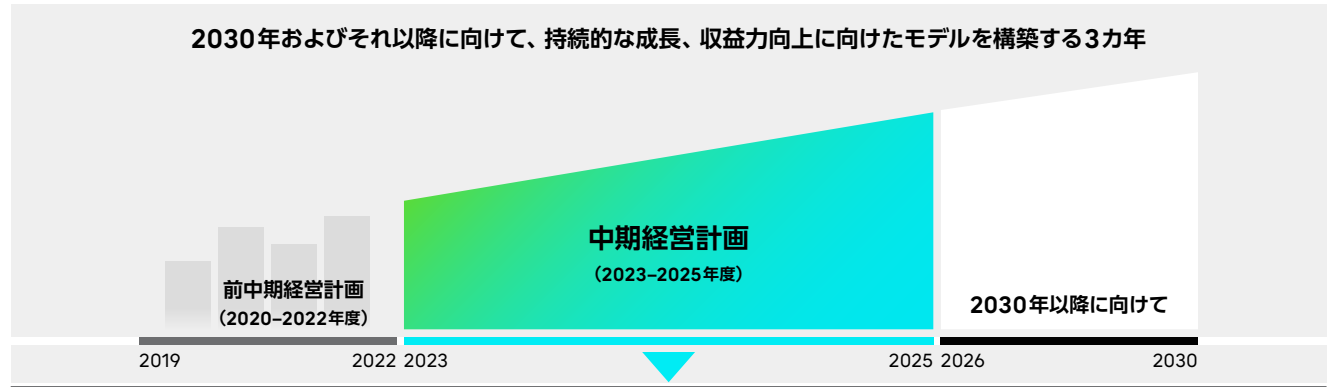 2030年およびそれ以降に向けて、持続的な成長、収益力向上に向けたモデルを構築する3カ年
前中期経営計画
（2020–2022年度）
中期経営計画
（2023–2025年度）
2030年以降に向けて
2019 2022 2023 2025 2026 2030